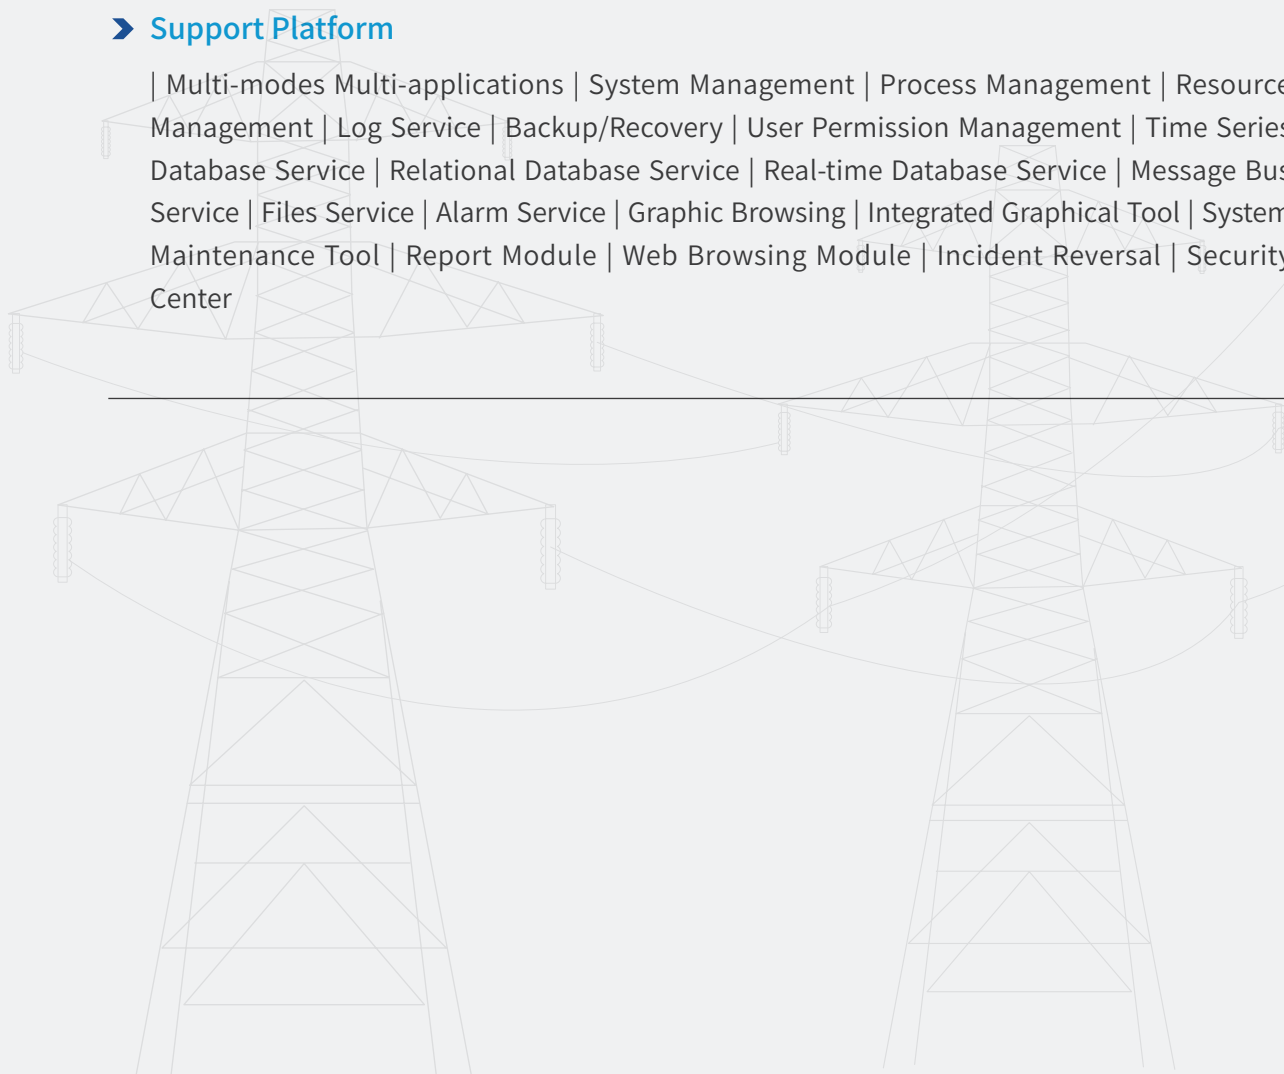 Support Platform
| Multi-modes Multi-applications | System Management | Process Management | Resource
Management | Log Service | Backup/Recovery | User Permission Management | Time Series
Database Service | Relational Database Service | Real-time Database Service | Message Bus
Service | Files Service | Alarm Service | Graphic Browsing | Integrated Graphical Tool | System
Maintenance Tool | Report Module | Web Browsing Module | Incident Reversal | Security
Center